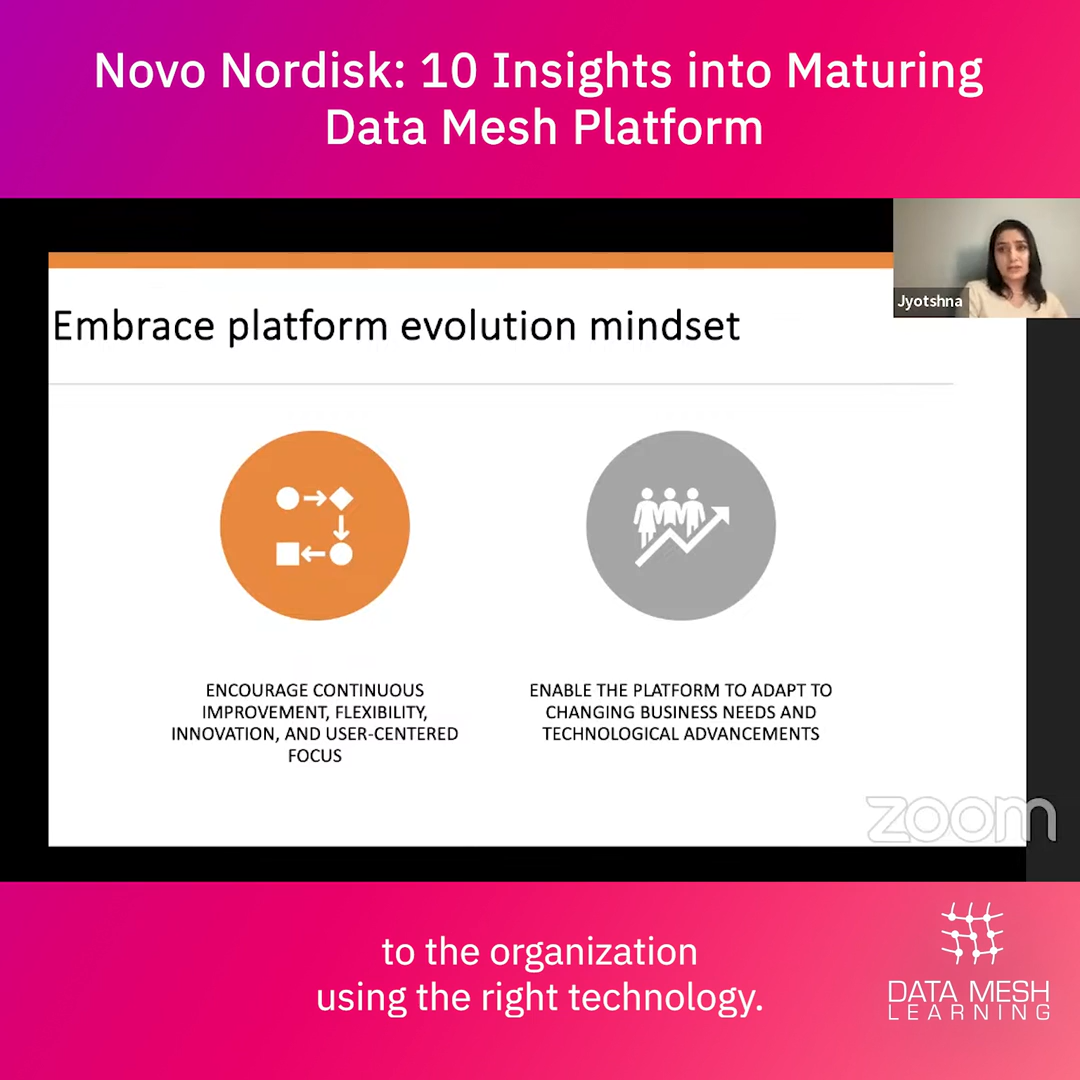 Novo Nordisk: 10 Insights into Maturing
Data Mesh Platform
Jyotshna
Embrace platform evolution mindset
ENCOURAGE CONTINUOUS
IMPROVEMENT, FLEXIBILITY,
INNOVATION, AND USER-CENTERED
FOCUS
ENABLE THE PLATFORM TO ADAPT TO
CHANGING BUSINESS NEEDS AND
TECHNOLOGICAL ADVANCEMENTS
zoom
to the organization
using the right technology.
DATA MESH
LEARNING